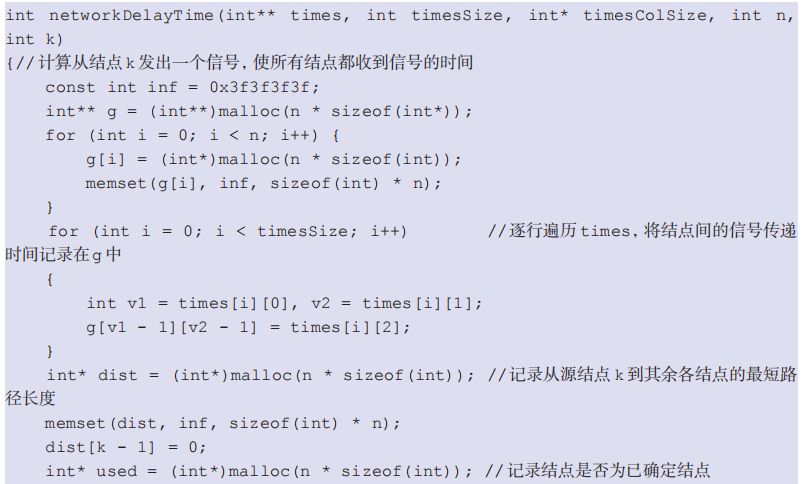 int networkDelayTime(int** times, int timesSize, int* timesColSize, int n,
int k)
{//计算从结点k发出一个信号,使所有结点都收到信号的时间
    const int inf = 0x3f3f3f3f;
    int** g = (int**)malloc(n * sizeof(int*));
    for (int i = 0; i < n; i++) {
        g[i] = (int*)malloc(n * sizeof(int));
        memset(g[i], inf, sizeof(int) * n);
    }
    for (int i = 0; i < timesSize; i++)        //逐行遍历times,将结点间的信号传递
时间记录在g中
    {
        int v1 = times[i][0], v2 = times[i][1];
        g[v1 - 1][v2 - 1] = times[i][2];
    }
    int* dist = (int*)malloc(n * sizeof(int)); //记录从源结点k到其余各结点的最短路
径长度
    memset(dist, inf, sizeof(int) * n);
    dist[k - 1] = 0;
    int* used = (int*)malloc(n * sizeof(int)); //记录结点是否为已确定结点